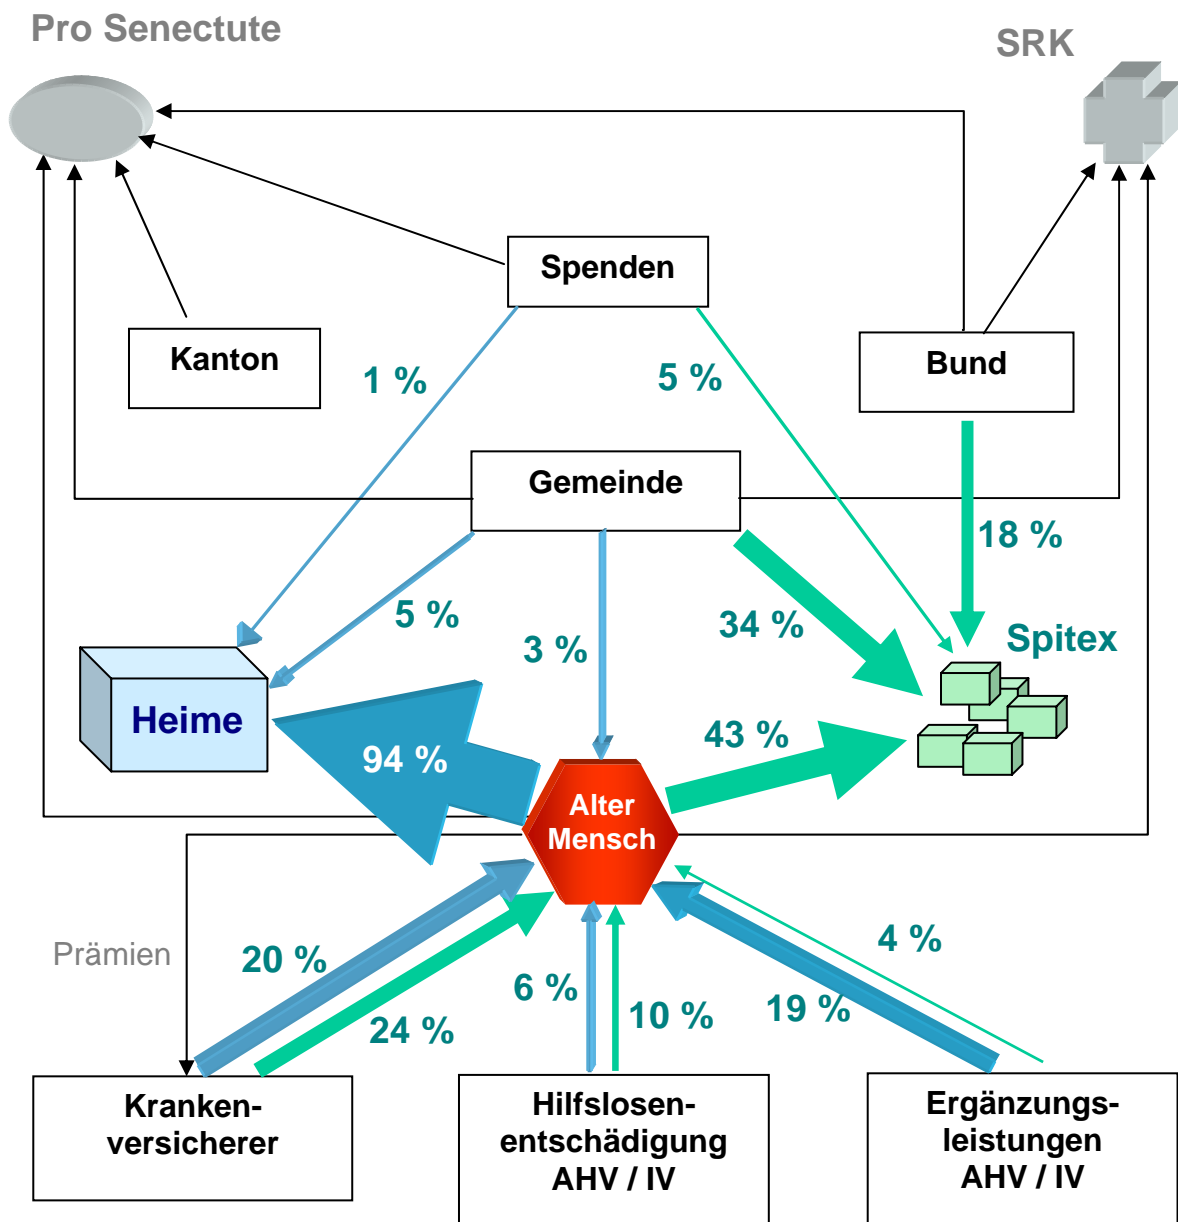 Pro Senectute
SRK
Spenden
Kanton
1 %
5 %
Bund
Gemeinde
18 %
5 %
3 %
34 %
Spitex
Heime
94 %
43 %
Alter
Mensch
Prämien
20 %
24 %
6 %
10 %
19 %
4 %
Kranken-
versicherer
Hilfslosen-
entschädigung
AHV / IV
Ergänzungs-
leistungen
AHV / IV